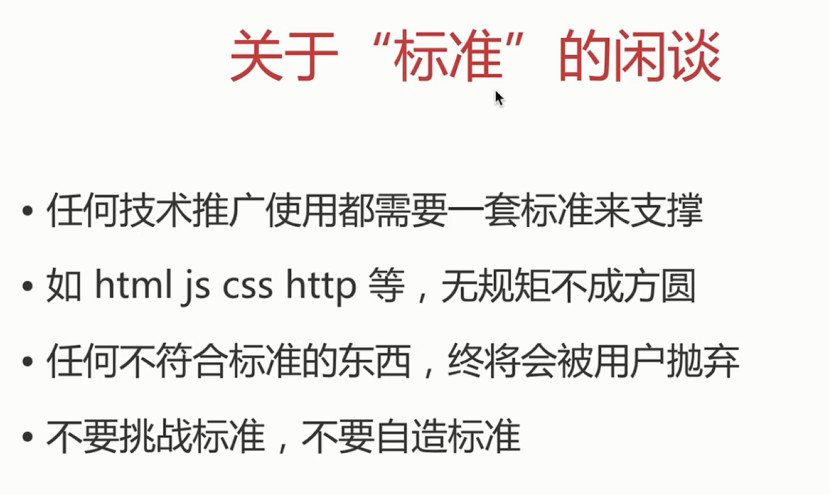 关于“标准”的闲谈
• 任何技术推广使用都需要一套标准来支撑
• 如 html js css http 等，无规矩不成方圆
• 任何不符合标准的东西，终将会被用户抛弃
• 不要挑战标准，不要自造标准